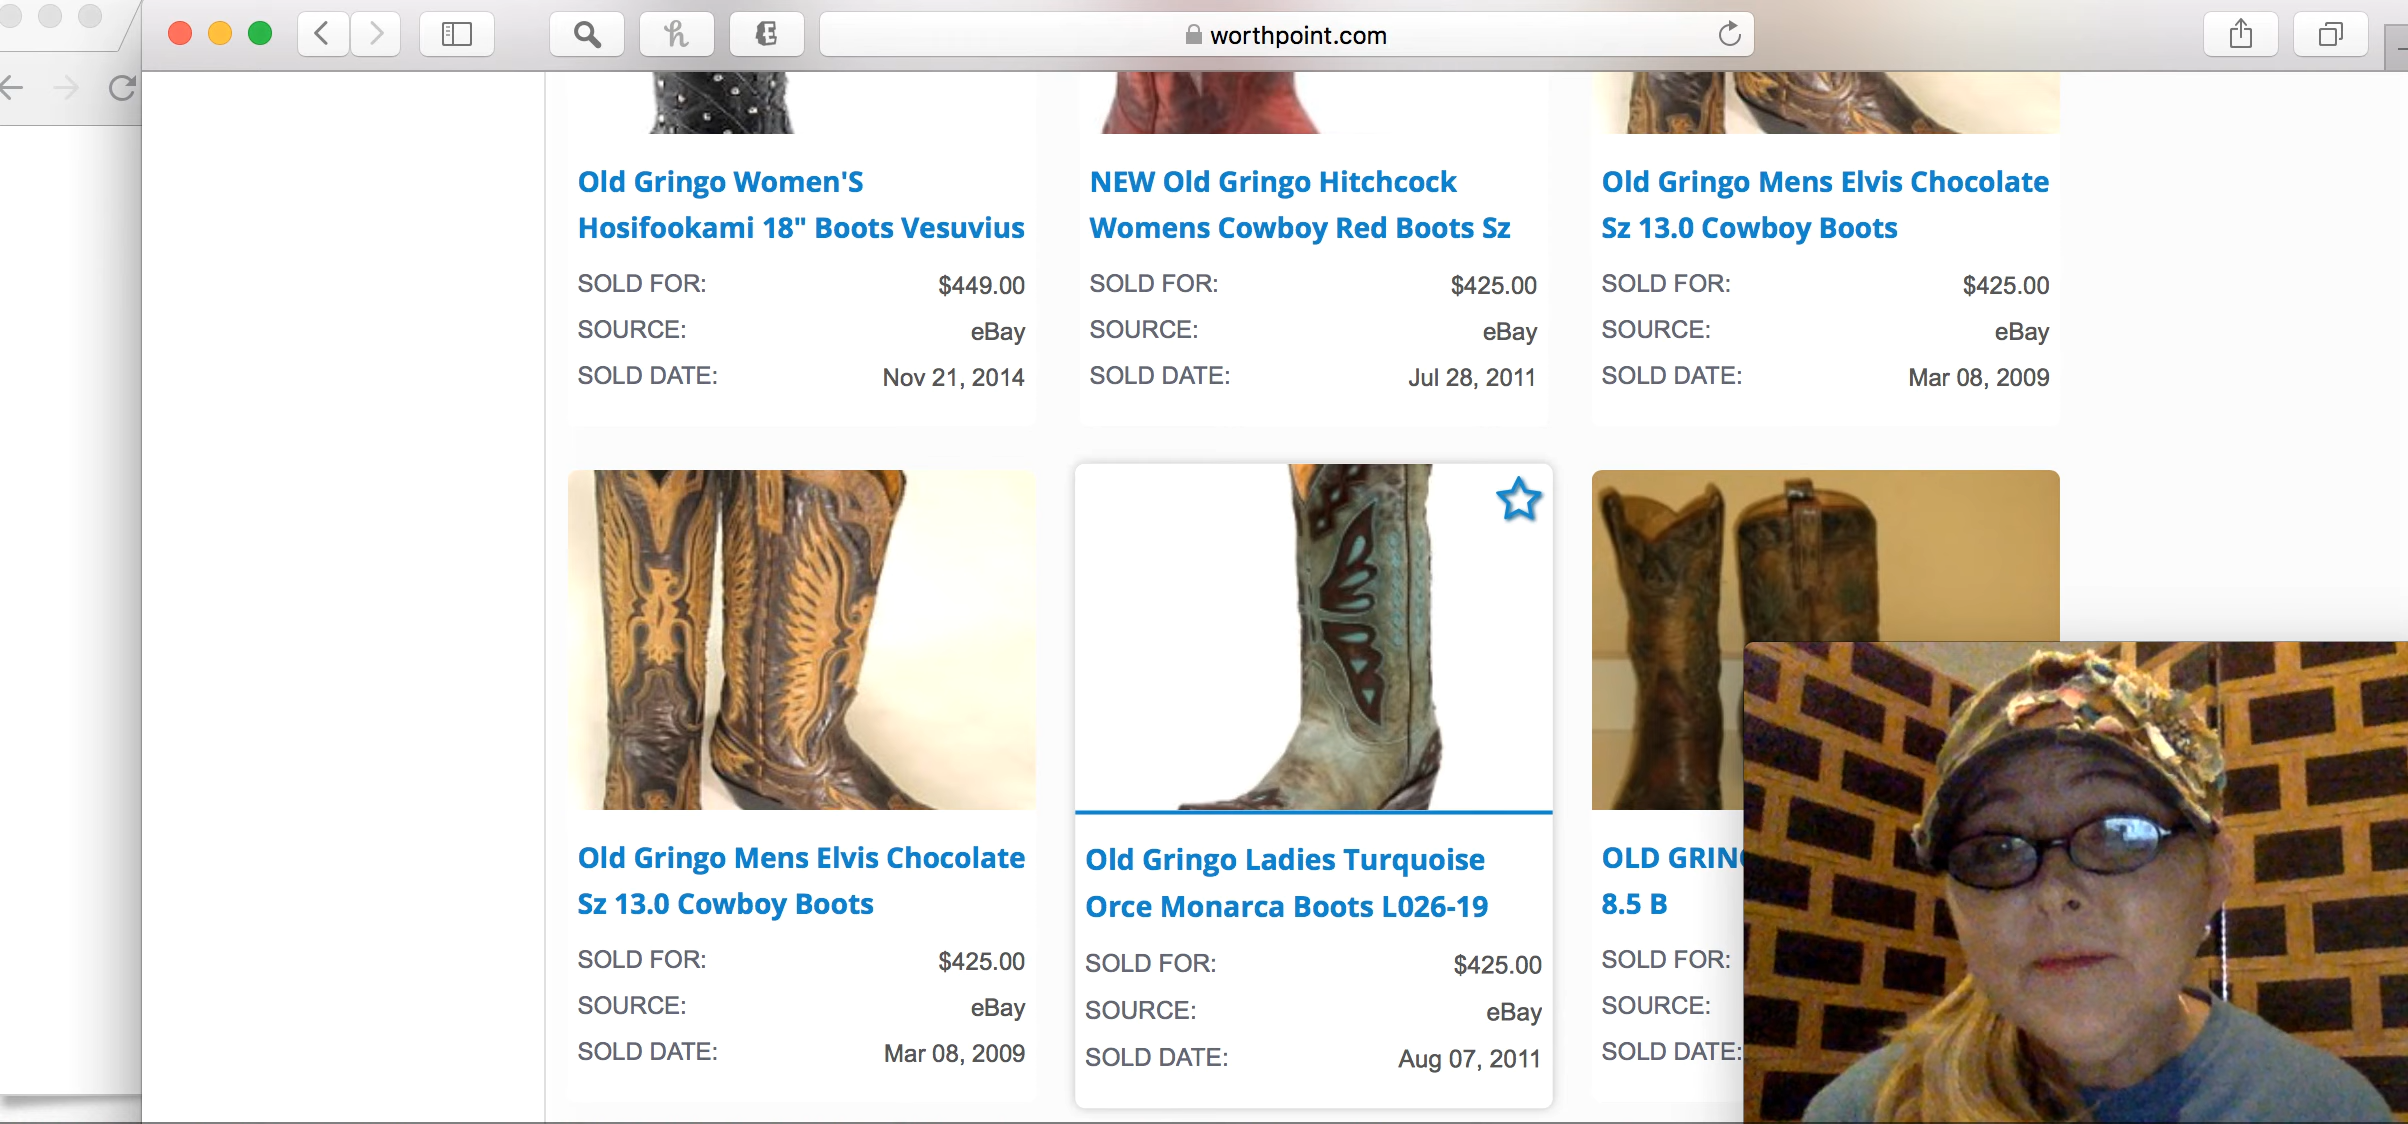 worthpoint.com
Old Gringo Women'S
Hosifookami 18" Boots Vesuvius
SOLD FOR: $449.00
SOURCE: eBay
SOLD DATE: Nov 21, 2014
NEW Old Gringo Hitchcock
Womens Cowboy Red Boots Sz
SOLD FOR: $425.00
SOURCE: eBay
SOLD DATE: Jul 28, 2011
Old Gringo Mens Elvis Chocolate
Sz 13.0 Cowboy Boots
SOLD FOR: $425.00
SOURCE: eBay
SOLD DATE: Mar 08, 2009
Old Gringo Mens Elvis Chocolate
Sz 13.0 Cowboy Boots
SOLD FOR: $425.00
SOURCE: eBay
SOLD DATE: Mar 08, 2009
Old Gringo Ladies Turquoise
Orce Monarca Boots L026-19
SOLD FOR: $425.00
SOURCE: eBay
SOLD DATE: Aug 07, 2011
OLD GRIN
8.5 B
SOLD FOR:
SOURCE:
SOLD DATE: